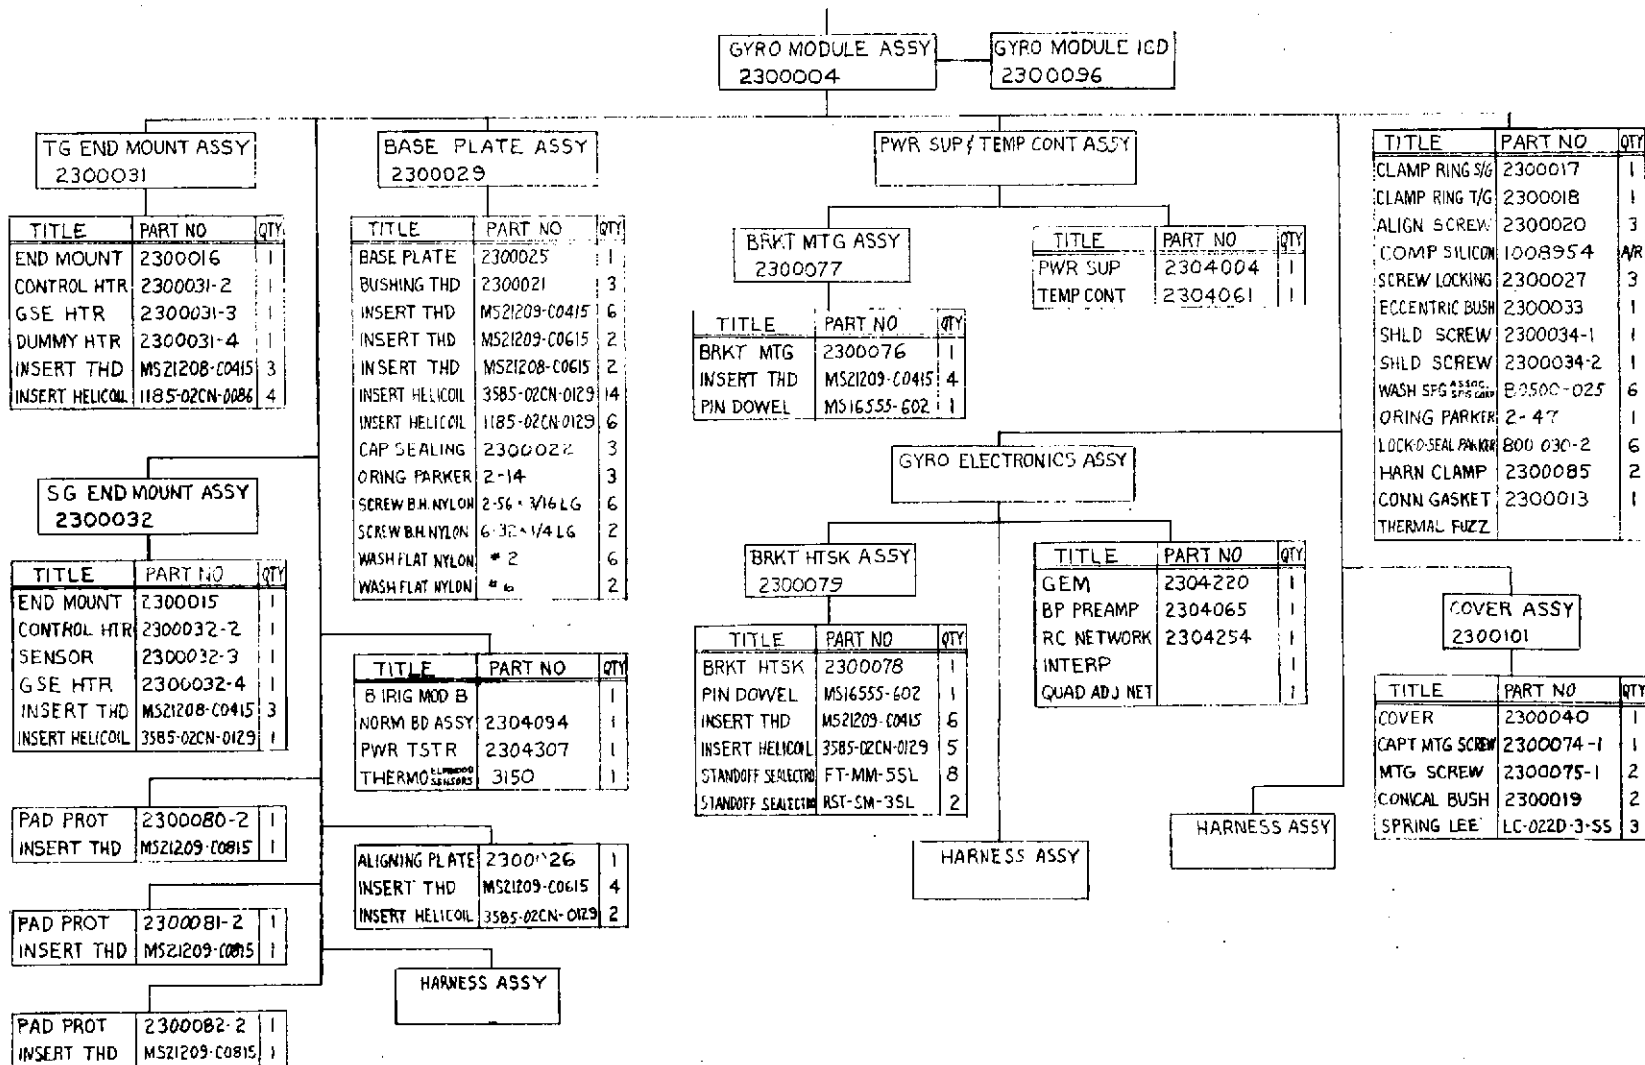 GYRO MODULE ASSY
2300004
GYRO MODULE ICD
2300096
TG END MOUNT ASSY
2300031
TITLE PART NO QTY
END MOUNT 2300016 1
CONTROL HTR 2300031-2 1
GSE HTR 2300031-3 1
DUMMY HTR 2300031-4 1
INSERT THD MS21208-C0415 3
INSERT HELICOIL 1185-02CN-0086 4
SG END MOUNT ASSY
2300032
TITLE PART NO QTY
END MOUNT 2300015 1
CONTROL HTR 2300032-2 1
SENSOR 2300032-3 1
GSE HTR 2300032-4 1
INSERT THD MS21208-C0415 3
INSERT HELICOIL 3585-02CN-0129 1
PAD PROT 2300080-2 1
INSERT THD MS21209-C0815 1
PAD PROT 2300081-2 1
INSERT THD MS21209-C0815 1
PAD PROT 2300082-2 1
INSERT THD MS21209-C0815 1
BASE PLATE ASSY
2300029
TITLE PART NO QTY
BASE PLATE 2300025 1
BUSHING THD 2300021 3
INSERT THD MS21209-C0415 6
INSERT THD MS21209-C0615 2
INSERT THD MS21208-C0615 2
INSERT HELICOIL 3585-02CN-0129 14
INSERT HELICOIL 1185-02CN-0129 6
CAP SEALING 2300022 3
ORING PARKER 2-14 3
SCREW B.H. NYLON 2-56 × 3/16 LG 6
SCREW B.H. NYLON 6-32 × 1/4 LG 2
WASH FLAT NYLON # 2 6
WASH FLAT NYLON # 6 2
TITLE PART NO QTY
B IRIG MOD B 1
NORM BD ASSY 2304094 1
PWR TSTR 2304307 1
THERMO ELMWOOD SENSORS 3150 1
ALIGNING PLATE 2300026 1
INSERT THD MS21209-C0615 4
INSERT HELICOIL 3585-02CN-0129 2
HARNESS ASSY
PWR SUP & TEMP CONT ASSY
BRKT MTG ASSY
2300077
TITLE PART NO QTY
BRKT MTG 2300076 1
INSERT THD MS21209-C0415 4
PIN DOWEL MS16555-602 1
TITLE PART NO QTY
PWR SUP 2304004 1
TEMP CONT 2304061 1
GYRO ELECTRONICS ASSY
BRKT HTSK ASSY
2300079
TITLE PART NO QTY
BRKT HTSK 2300078 1
PIN DOWEL MS16555-602 1
INSERT THD MS21209-C0415 6
INSERT HELICOIL 3585-02CN-0129 5
STANDOFF SEALECTRO FT-MM-5SL 8
STANDOFF SEALECTRO RST-SM-3SL 2
TITLE PART NO QTY
GEM 2304220 1
BP PREAMP 2304065 1
RC NETWORK 2304254 1
INTERP 1
QUAD ADJ NET 1
HARNESS ASSY
HARNESS ASSY
TITLE PART NO QTY
CLAMP RING S/G 2300017 1
CLAMP RING T/G 2300018 1
ALIGN SCREW 2300020 3
COMP SILICON 1008954 A/R
SCREW LOCKING 2300027 3
ECCENTRIC BUSH 2300033 1
SHLD SCREW 2300034-1 1
SHLD SCREW 2300034-2 1
WASH SPG ASSOC. SPG CORP B0500-025 6
ORING PARKER 2-47 1
LOCK-O-SEAL PARKER 800 030-2 6
HARN CLAMP 2300085 2
CONN GASKET 2300013 1
THERMAL FUZZ
COVER ASSY
2300101
TITLE PART NO QTY
COVER 2300040 1
CAPT MTG SCREW 2300074-1 1
MTG SCREW 2300075-1 2
CONICAL BUSH 2300019 2
SPRING LEE LC-022D-3-SS 3